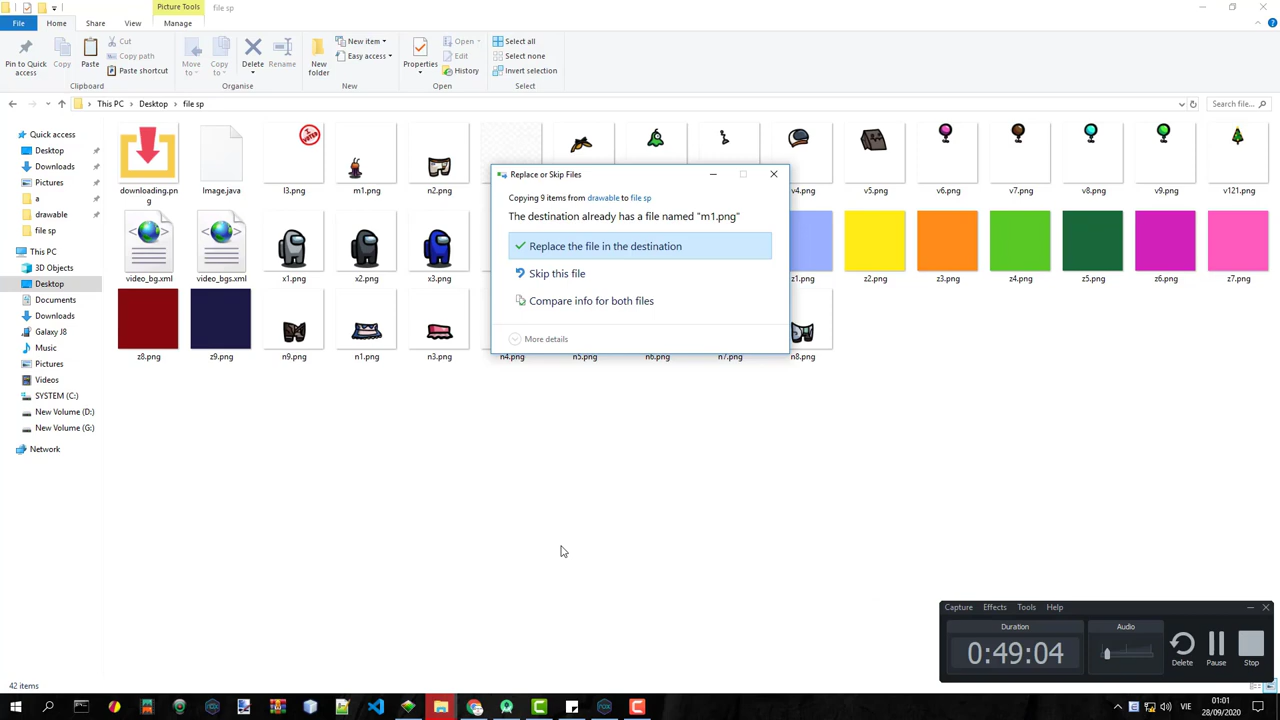 Picture Tools
file sp
File
Home
Share
View
Manage
Pin to Quick access
Copy
Paste
Cut
Copy path
Paste shortcut
Clipboard
Move to
Copy to
Delete
Rename
Organise
New folder
New item
Easy access
New
Properties
Open
Edit
History
Open
Select all
Select none
Invert selection
Select
This PC
Desktop
file sp
Search file...
Quick access
Desktop
Downloads
Pictures
a
drawable
file sp
This PC
3D Objects
Desktop
Documents
Downloads
Galaxy J8
Music
Pictures
Videos
SYSTEM (C:)
New Volume (D:)
New Volume (G:)
Network
I VOTED
downloading.png
Image.java
l3.png
m1.png
n2.png
v4.png
v5.png
v6.png
v7.png
v8.png
v9.png
v121.png
video_bg.xml
video_bgs.xml
x1.png
x2.png
x3.png
z1.png
z2.png
z3.png
z4.png
z5.png
z6.png
z7.png
z8.png
z9.png
n9.png
n1.png
n3.png
n4.png
n5.png
n6.png
n7.png
n8.png
Replace or Skip Files
Copying 9 items from drawable to file sp
The destination already has a file named "m1.png"
Replace the file in the destination
Skip this file
Compare info for both files
More details
Capture
Effects
Tools
Help
Duration
0:49:04
Audio
Delete
Pause
Stop
42 items
VIE
01:01
28/09/2020